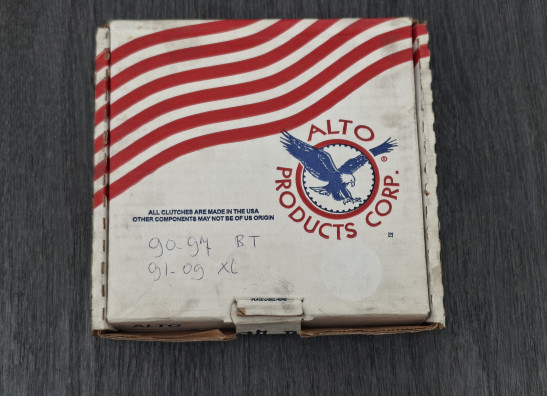 ALTO
PRODUCTS CORP.
®
ALL CLUTCHES ARE MADE IN THE USA
OTHER COMPONENTS MAY NOT BE OF US ORIGIN
90-97 BT
91-09 XL
ALTO